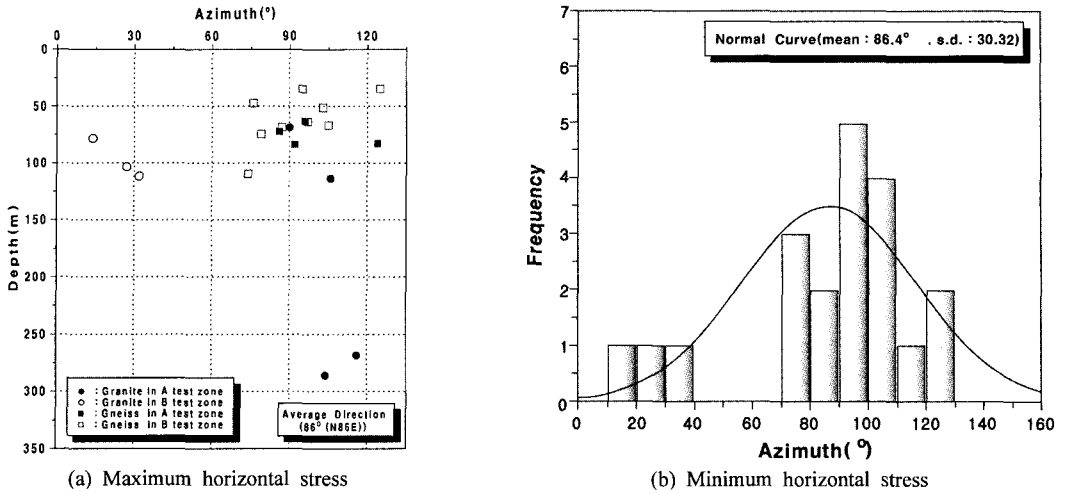 Azimuth(°)
0 30 60 90 120
0
50
100
150
200
250
300
350
Depth(m)
● : Granite in A test zone
○ : Granite in B test zone
■ : Gneiss in A test zone
□ : Gneiss in B test zone
Average Direction
(86° (N86E))
(a) Maximum horizontal stress
7
6
5
4
3
2
1
0
Frequency
Normal Curve(mean : 86.4° . s.d. : 30.32)
0 20 40 60 80 100 120 140 160
Azimuth(°)
(b) Minimum horizontal stress